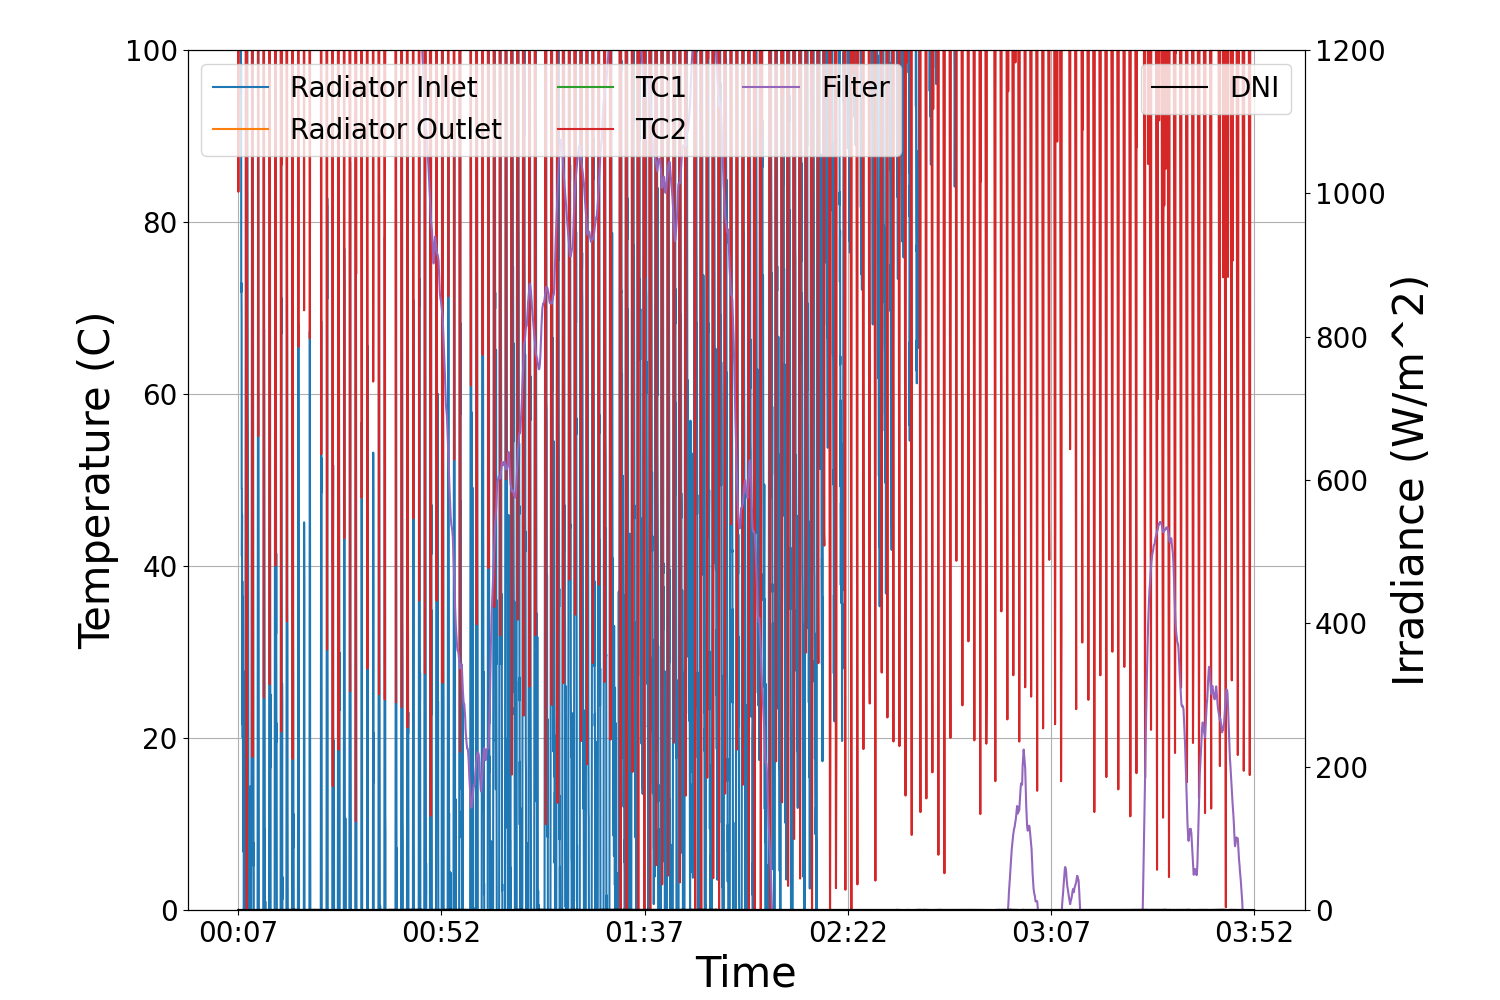 100
80
60
40
20
0
Temperature (C)
Radiator Inlet
Radiator Outlet
TC1
TC2
Filter
DNI
1200
1000
800
600
400
200
0
Irradiance (W/m^2)
00:07
00:52
01:37
02:22
03:07
03:52
Time